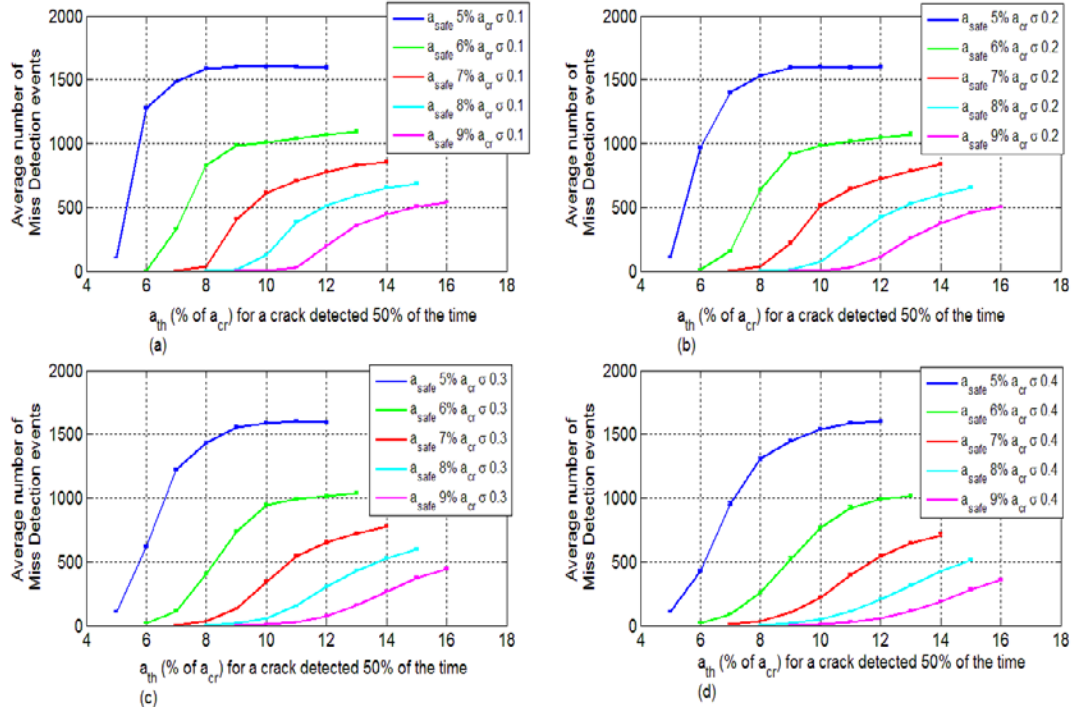 2000
1500
1000
500
0
Average number of
Miss Detection events
a_safe 5% a_cr σ 0.1
a_safe 6% a_cr σ 0.1
a_safe 7% a_cr σ 0.1
a_safe 8% a_cr σ 0.1
a_safe 9% a_cr σ 0.1
4 6 8 10 12 14 16 18
a_th (% of a_cr) for a crack detected 50% of the time
(a)
2000
1500
1000
500
0
Average number of
Miss Detection events
a_safe 5% a_cr σ 0.2
a_safe 6% a_cr σ 0.2
a_safe 7% a_cr σ 0.2
a_safe 8% a_cr σ 0.2
a_safe 9% a_cr σ 0.2
4 6 8 10 12 14 16 18
a_th (% of a_cr) for a crack detected 50% of the time
(b)
2000
1500
1000
500
0
Average number of
Miss Detection events
a_safe 5% a_cr σ 0.3
a_safe 6% a_cr σ 0.3
a_safe 7% a_cr σ 0.3
a_safe 8% a_cr σ 0.3
a_safe 9% a_cr σ 0.3
4 6 8 10 12 14 16 18
a_th (% of a_cr) for a crack detected 50% of the time
(c)
2000
1500
1000
500
0
Average number of
Miss Detection events
a_safe 5% a_cr σ 0.4
a_safe 6% a_cr σ 0.4
a_safe 7% a_cr σ 0.4
a_safe 8% a_cr σ 0.4
a_safe 9% a_cr σ 0.4
4 6 8 10 12 14 16 18
a_th (% of a_cr) for a crack detected 50% of the time
(d)